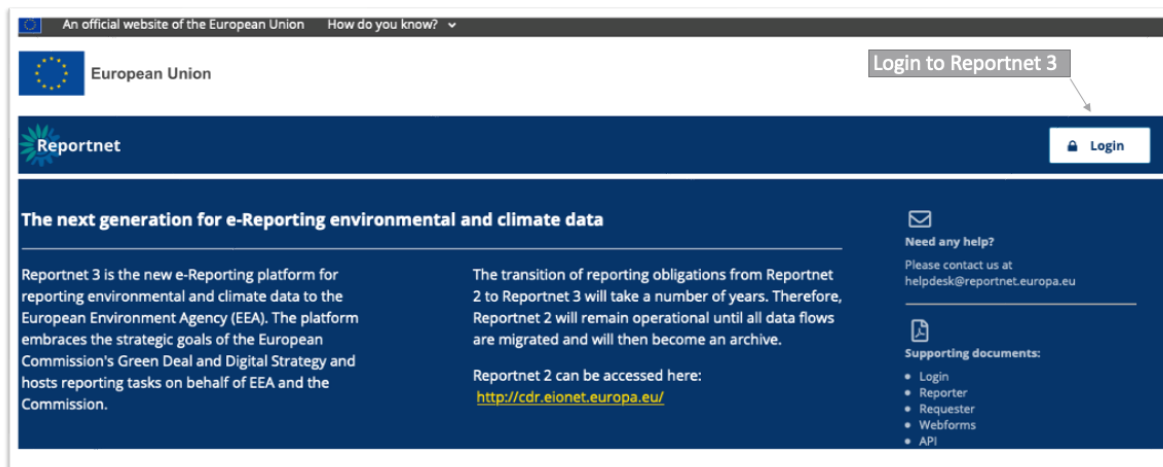 An official website of the European Union How do you know?
European Union
Login to Reportnet 3
Reportnet
Login
The next generation for e-Reporting environmental and climate data
Reportnet 3 is the new e-Reporting platform for
reporting environmental and climate data to the
European Environment Agency (EEA). The platform
embraces the strategic goals of the European
Commission's Green Deal and Digital Strategy and
hosts reporting tasks on behalf of EEA and the
Commission.
The transition of reporting obligations from Reportnet
2 to Reportnet 3 will take a number of years. Therefore,
Reportnet 2 will remain operational until all data flows
are migrated and will then become an archive.
Reportnet 2 can be accessed here:
http://cdr.eionet.europa.eu/
Need any help?
Please contact us at
helpdesk@reportnet.europa.eu
Supporting documents:
• Login
• Reporter
• Requester
• Webforms
• API